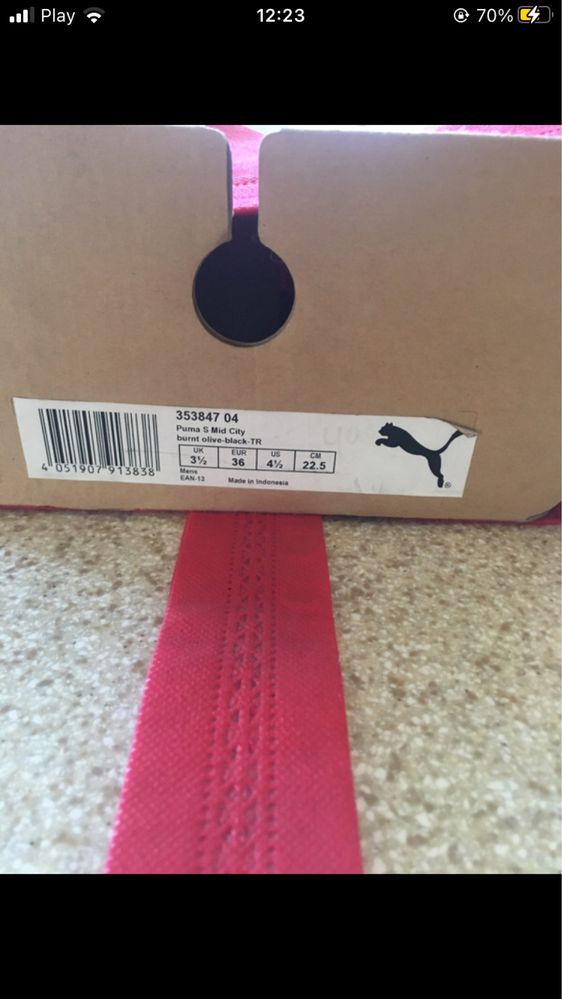 Play 12:23 70%
353847 04
Puma S Mid City
burnt olive-black-TR
UK EUR US CM
3½ 36 4½ 22.5
Mens
EAN-13 Made in Indonesia
4 051907 913838
®